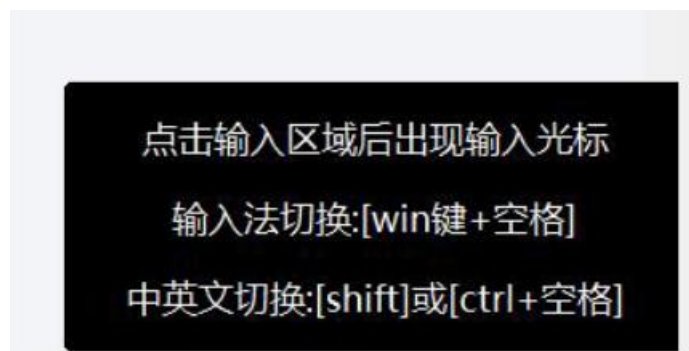 点击输入区域后出现输入光标
输入法切换:[win键+空格]
中英文切换:[shift]或[ctrl+空格]